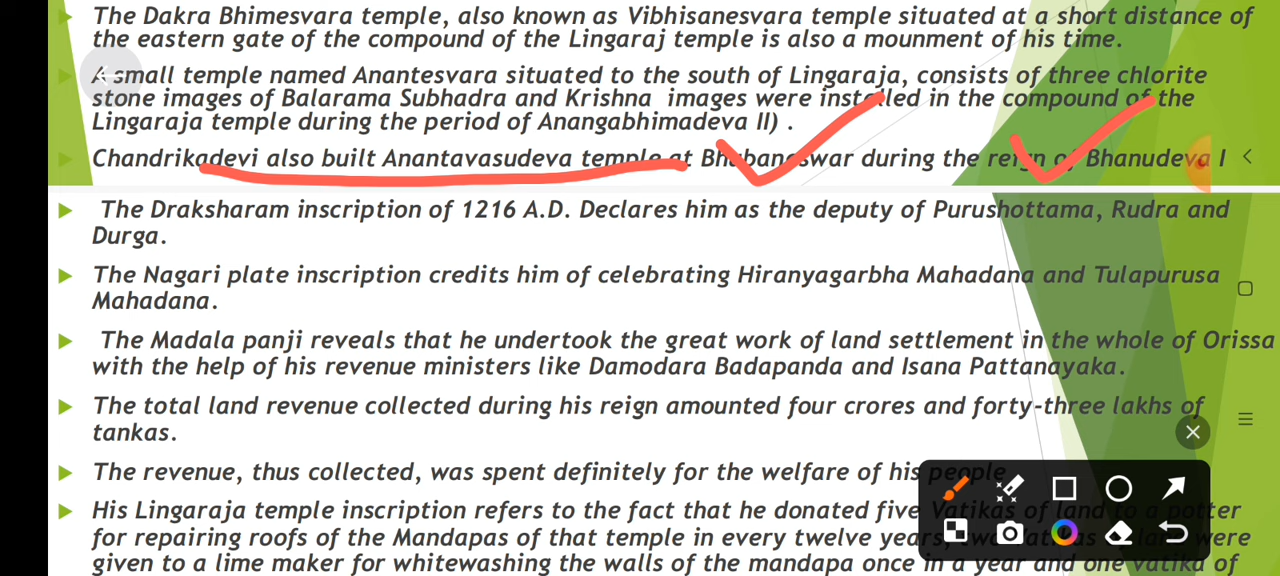 The Dakra Bhimesvara temple, also known as Vibhisanesvara temple situated at a short distance of
the eastern gate of the compound of the Lingaraj temple is also a mounment of his time.
A small temple named Anantesvara situated to the south of Lingaraja, consists of three chlorite
stone images of Balarama Subhadra and Krishna images were installed in the compound of the
Lingaraja temple during the period of Anangabhimadeva II) .
Chandrikadevi also built Anantavasudeva temple at Bhubaneswar during the reign of Bhanudeva I
The Draksharam inscription of 1216 A.D. Declares him as the deputy of Purushottama, Rudra and
Durga.
The Nagari plate inscription credits him of celebrating Hiranyagarbha Mahadana and Tulapurusa
Mahadana.
The Madala panji reveals that he undertook the great work of land settlement in the whole of Orissa
with the help of his revenue ministers like Damodara Badapanda and Isana Pattanayaka.
The total land revenue collected during his reign amounted four crores and forty-three lakhs of
tankas.
The revenue, thus collected, was spent definitely for the welfare of his people
His Lingaraja temple inscription refers to the fact that he donated five Vatikas of land to a potter
for repairing roofs of the Mandapas of that temple in every twelve years, two Vatikas of land were
given to a lime maker for whitewashing the walls of the mandapa once in a year and one vatika of